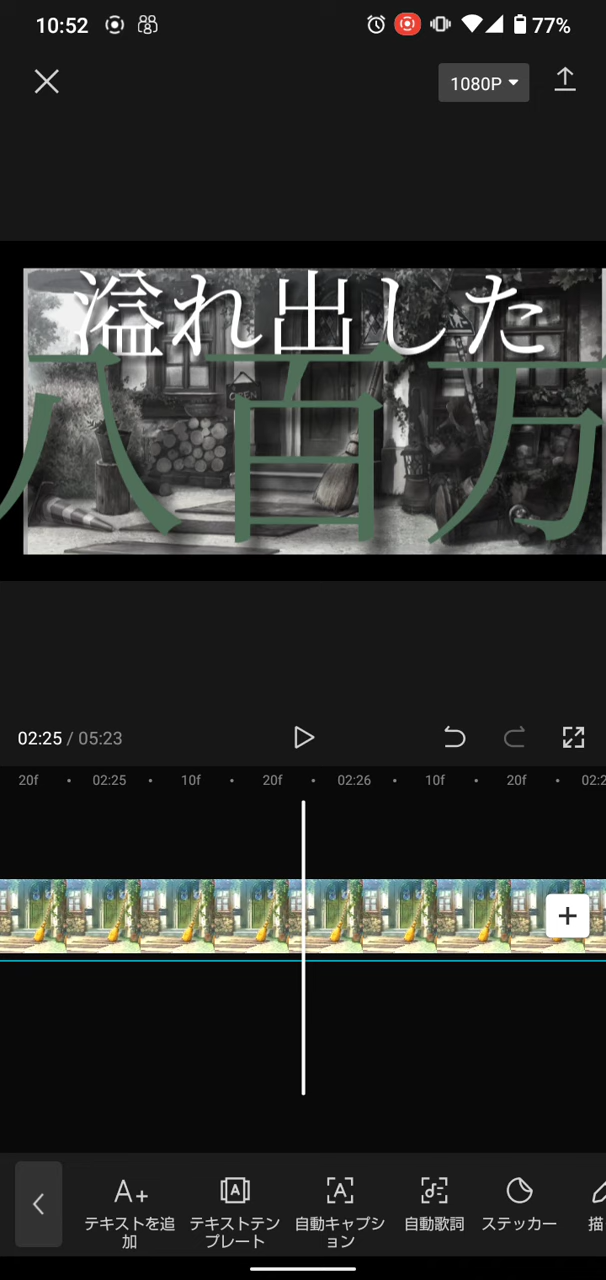 10:52
77%
1080P
溢れ出した
八百万
OPEN
02:25 / 05:23
20f 02:25 10f 20f 02:26 10f 20f 02:2
テキストを追
加
テキストテン
プレート
自動キャプシ
ョン
自動歌詞
ステッカー
描